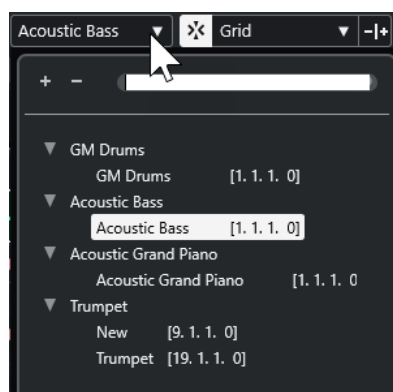 Acoustic Bass Grid
GM Drums
GM Drums [1. 1. 1. 0]
Acoustic Bass
Acoustic Bass [1. 1. 1. 0]
Acoustic Grand Piano
Acoustic Grand Piano [1. 1. 1. 0
Trumpet
New [9. 1. 1. 0]
Trumpet [19. 1. 1. 0]